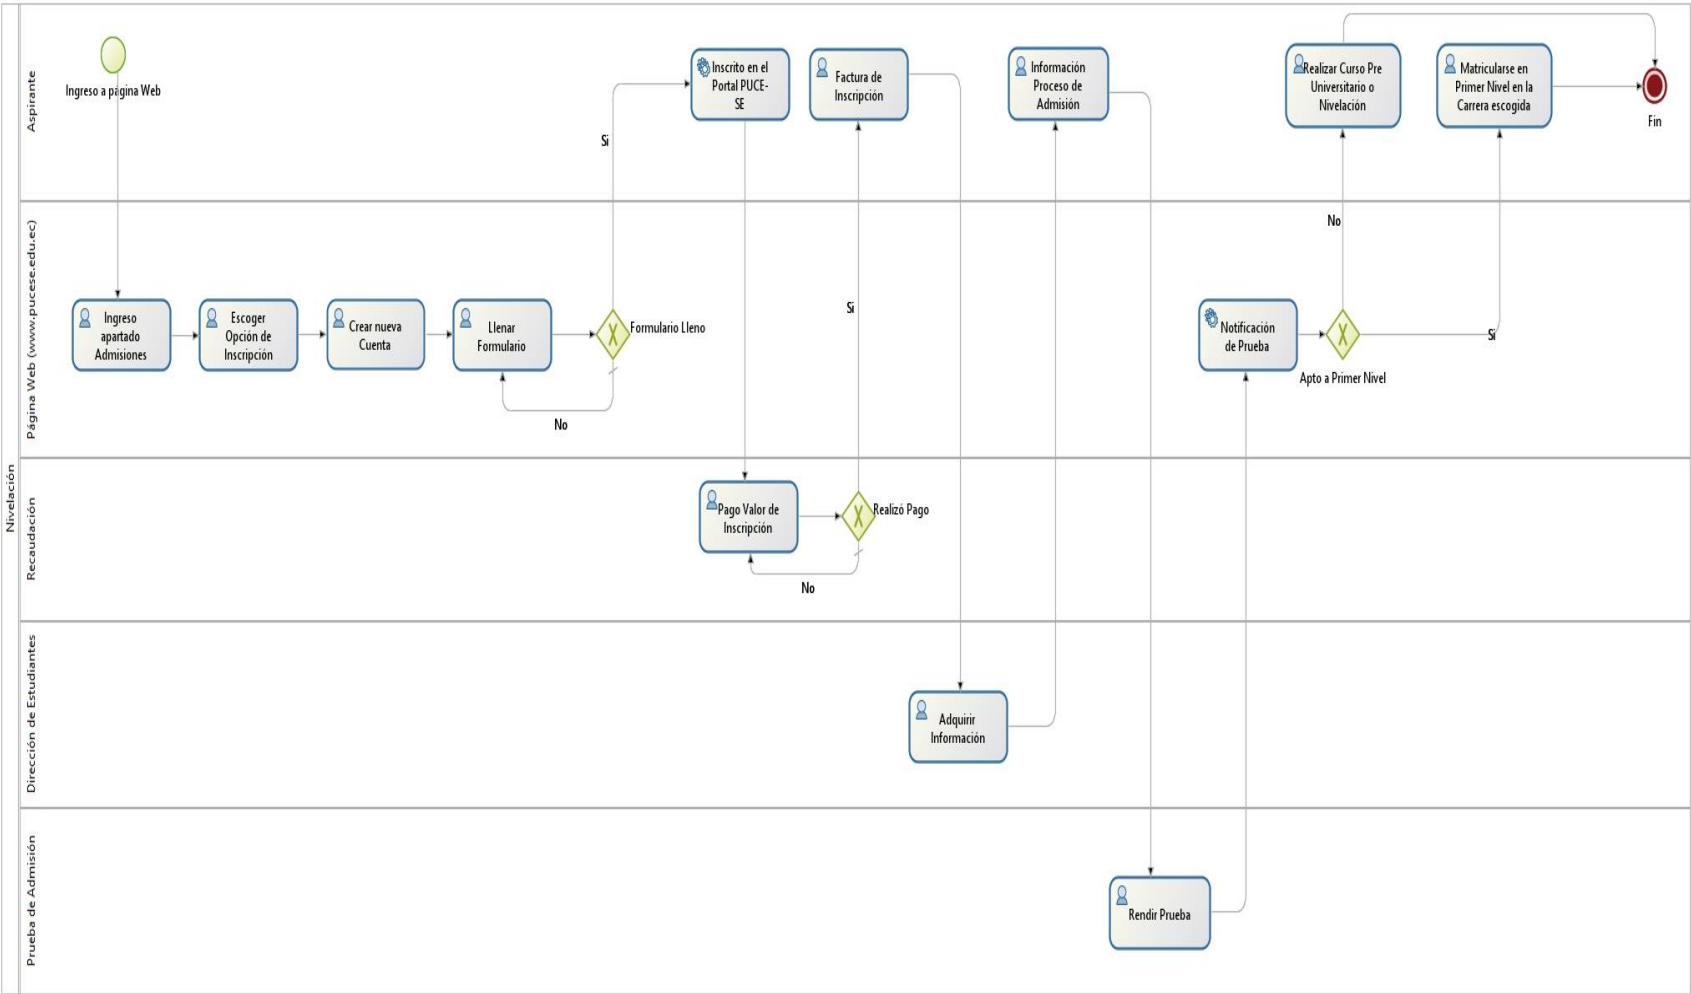 Nivelación
Aspirante
Ingreso a página Web
Si
Inscrito en el
Portal PUCE-
SE
Factura de
Inscripción
Información
Proceso de
Admisión
Realizar Curso Pre
Universitario o
Nivelación
Matricularse en
Primer Nivel en la
Carrera escogida
Fin
Página Web (www.pucese.edu.ec)
Ingreso
apartado
Admisiones
Escoger
Opción de
Inscripción
Crear nueva
Cuenta
Llenar
Formulario
Formulario Lleno
No
Si
Notificación
de Prueba
Apto a Primer Nivel
No
Si
Recaudación
Pago Valor de
Inscripción
Realizó Pago
No
Dirección de Estudiantes
Adquirir
Información
Prueba de Admisión
Rendir Prueba